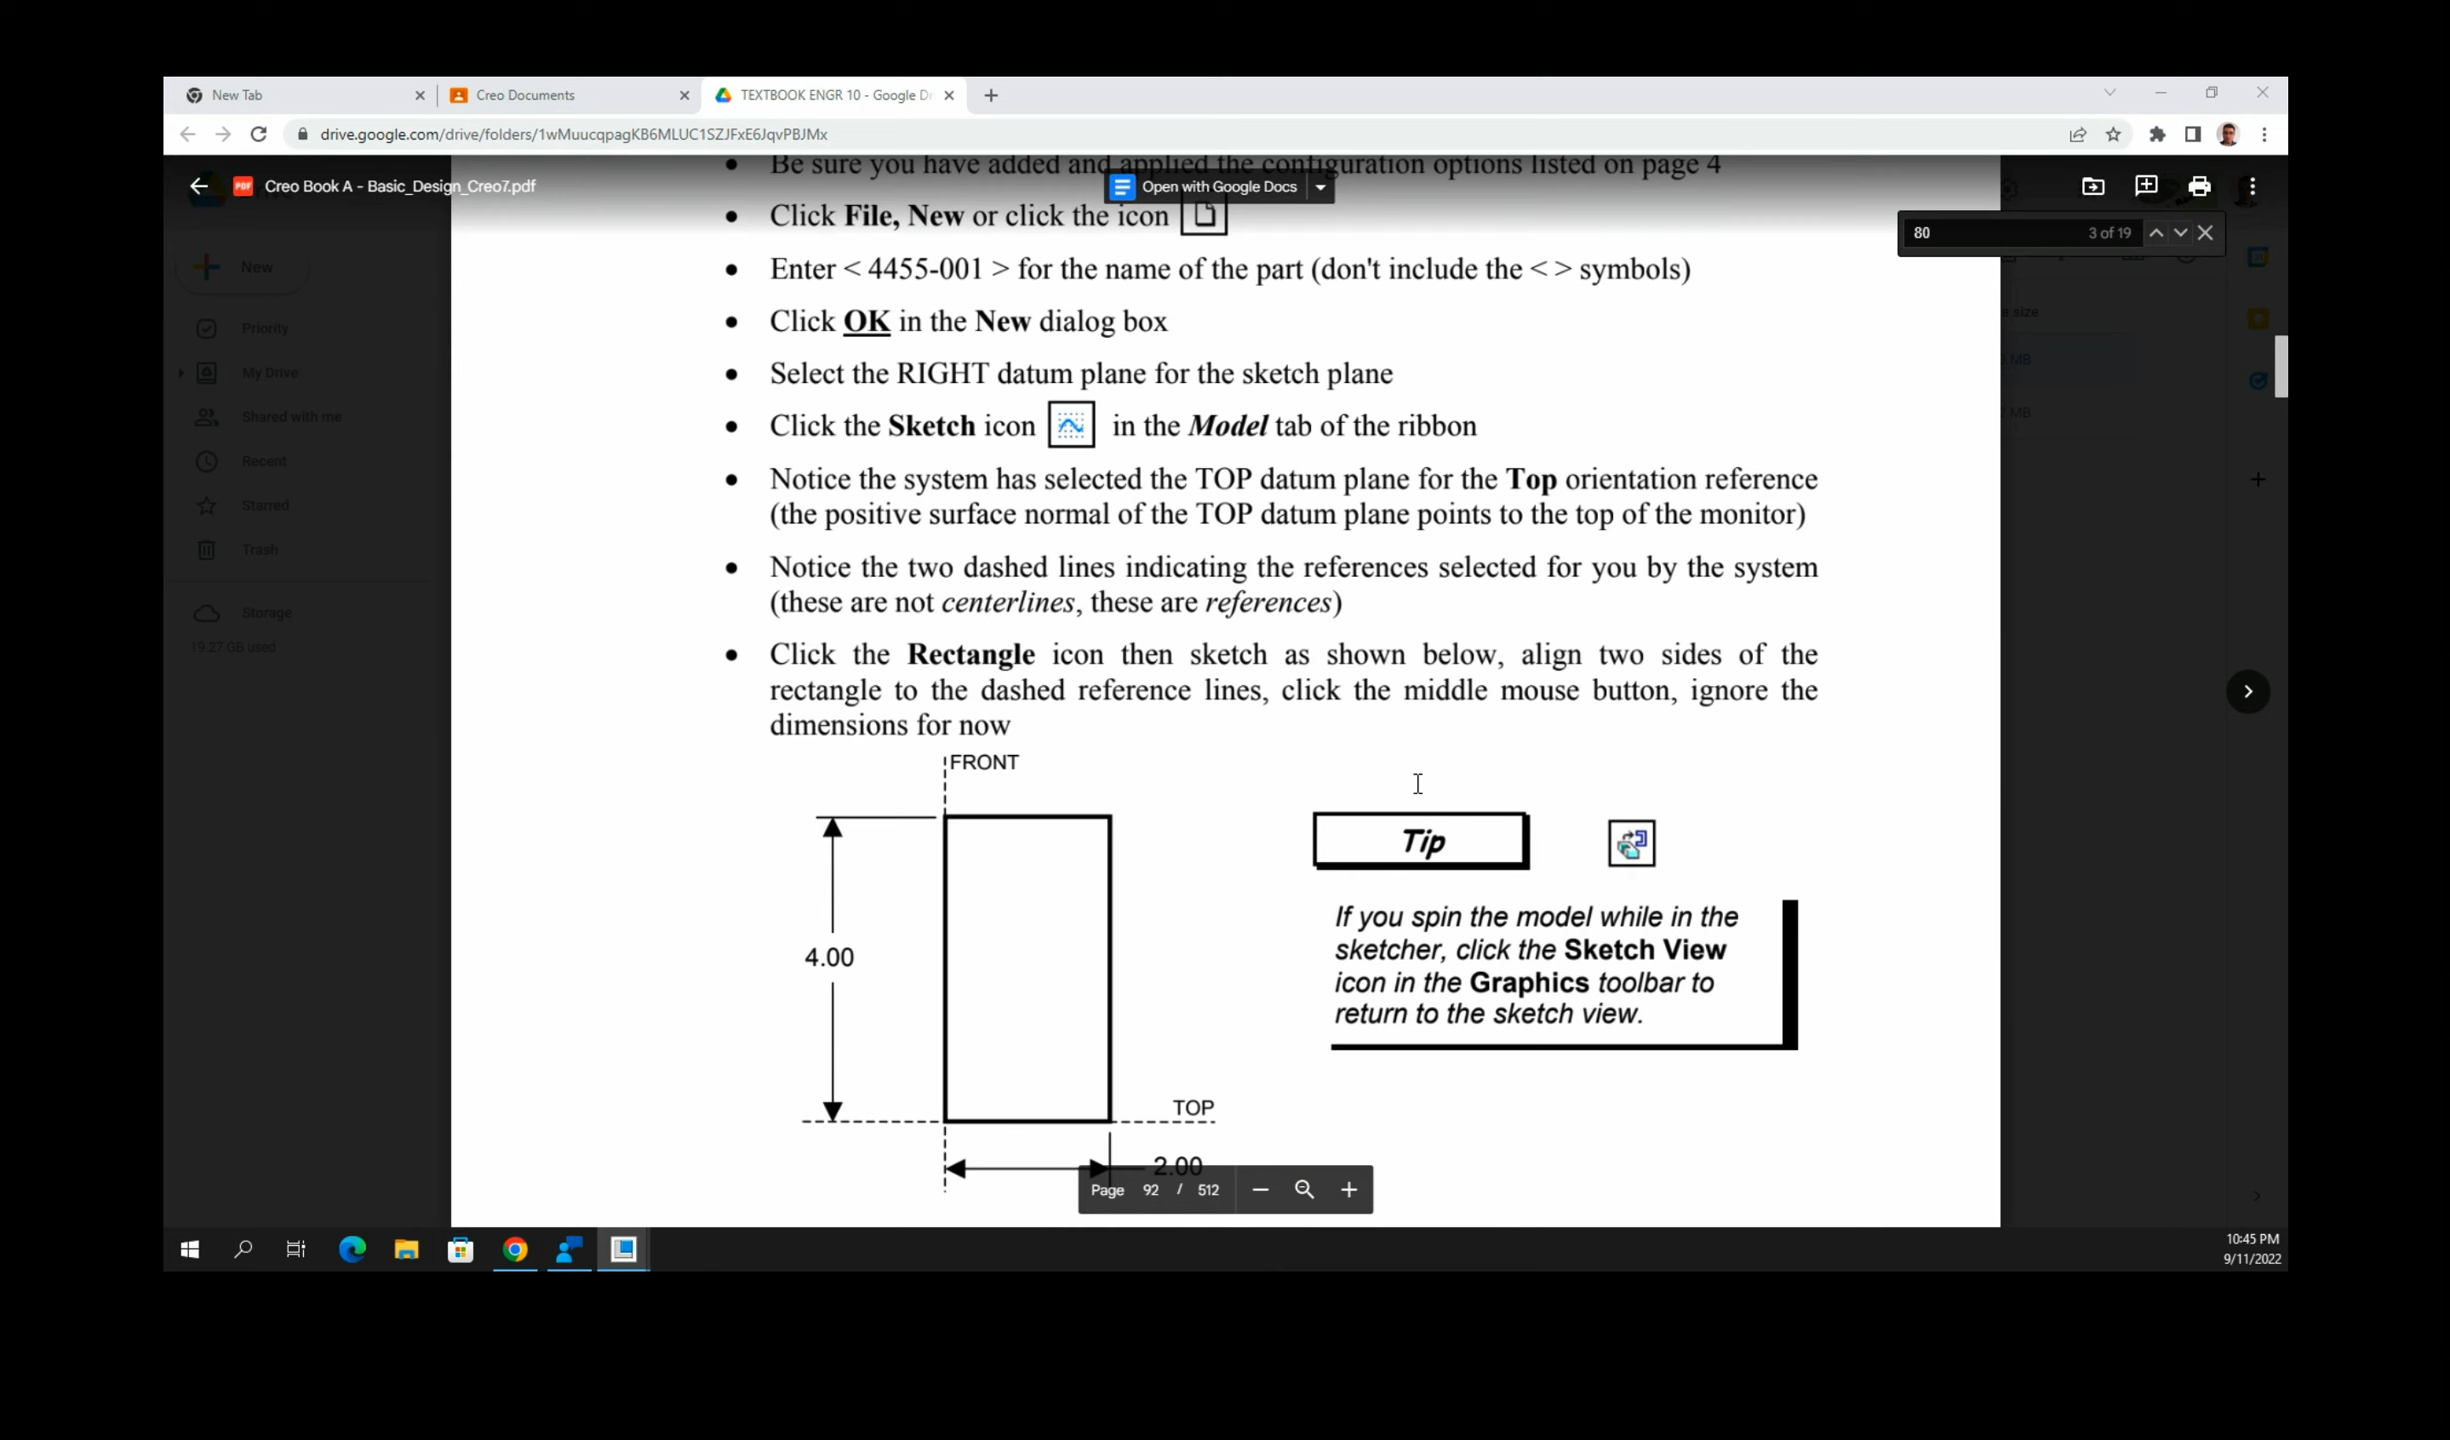 New Tab
Creo Documents
TEXTBOOK ENGR 10 - Google Dr
drive.google.com/drive/folders/1wMuucqpagKB6MLUC1SZJFxE6JqvPBJMx
• Be sure you have added and applied the configuration options listed on page 4
Creo Book A - Basic_Design_Creo7.pdf
Open with Google Docs
• Click File, New or click the icon
80 3 of 19
New
• Enter < 4455-001 > for the name of the part (don't include the < > symbols)
• Click OK in the New dialog box
Priority
My Drive
• Select the RIGHT datum plane for the sketch plane
Shared with me
• Click the Sketch icon in the Model tab of the ribbon
Recent
• Notice the system has selected the TOP datum plane for the Top orientation reference
Starred
(the positive surface normal of the TOP datum plane points to the top of the monitor)
Trash
• Notice the two dashed lines indicating the references selected for you by the system
(these are not centerlines, these are references)
Storage
19.27 GB used
• Click the Rectangle icon then sketch as shown below, align two sides of the
rectangle to the dashed reference lines, click the middle mouse button, ignore the
dimensions for now
FRONT
Tip
If you spin the model while in the
sketcher, click the Sketch View
icon in the Graphics toolbar to
return to the sketch view.
4.00
TOP
2.00
Page 92 / 512
10:45 PM
9/11/2022